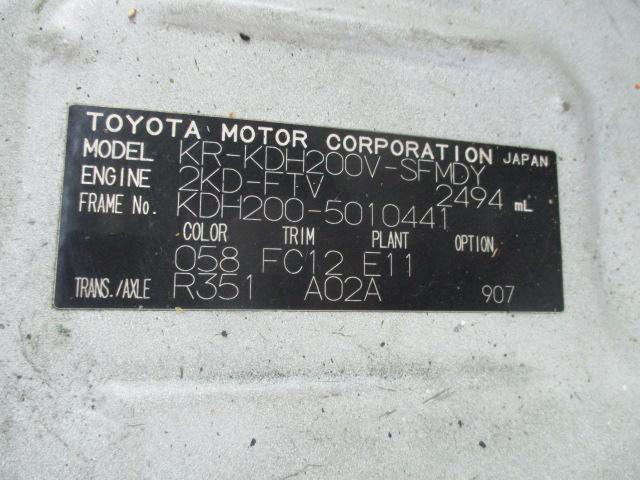 TOYOTA MOTOR CORPORATION JAPAN
MODEL KR-KDH200V-SFMDY
ENGINE 2KD-FTV 2494 mL
FRAME No. KDH200-5010441
COLOR TRIM PLANT OPTION
058 FC12 E11
TRANS./AXLE R351 A02A 907